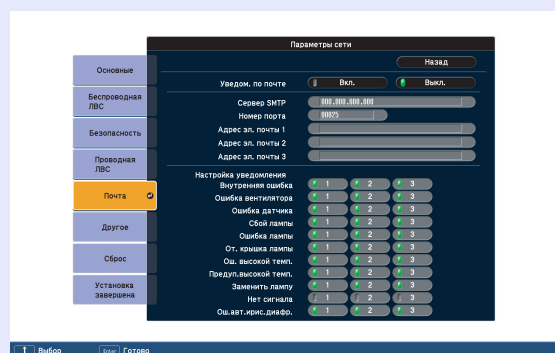 Параметры сети
Назад
Основные
Беспроводная
ЛВС
Безопасность
Проводная
ЛВС
Почта
Другое
Сброс
Установка
завершена
Уведом. по почте Вкл. Выкл.
Сервер SMTP 000.000.000.000
Номер порта 00025
Адрес эл. почты 1
Адрес эл. почты 2
Адрес эл. почты 3
Настройка уведомления
Внутренняя ошибка 1 2 3
Ошибка вентилятора 1 2 3
Ошибка датчика 1 2 3
Сбой лампы 1 2 3
Ошибка лампы 1 2 3
От. крышка лампы 1 2 3
Ош. высокой темп. 1 2 3
Предуп.высокой темп. 1 2 3
Заменить лампу 1 2 3
Нет сигнала 1 2 3
Ош.авт.ирис.диафр. 1 2 3
Выбор Enter Готово